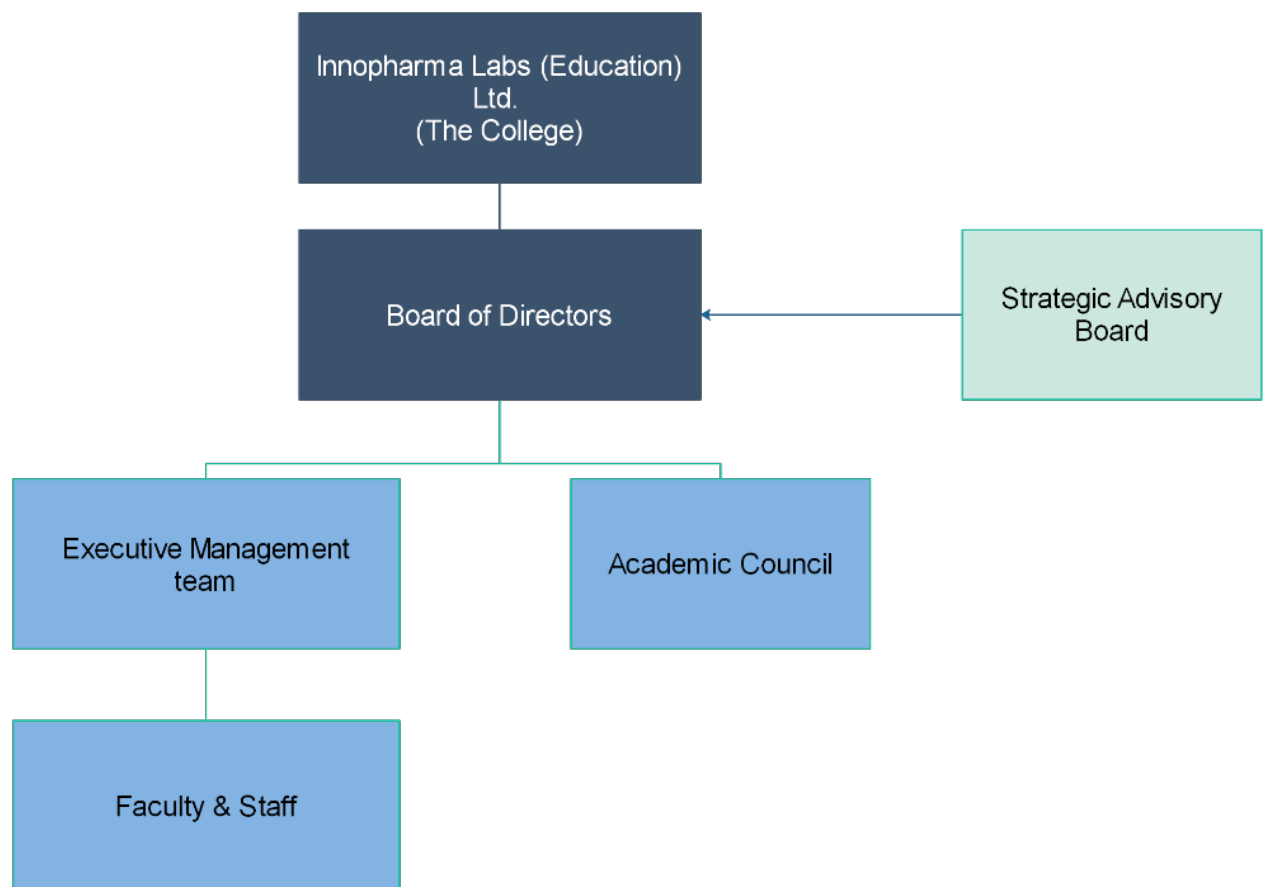 Innopharma Labs (Education)
Ltd.
(The College)
Board of Directors
Strategic Advisory
Board
Executive Management
team
Academic Council
Faculty & Staff